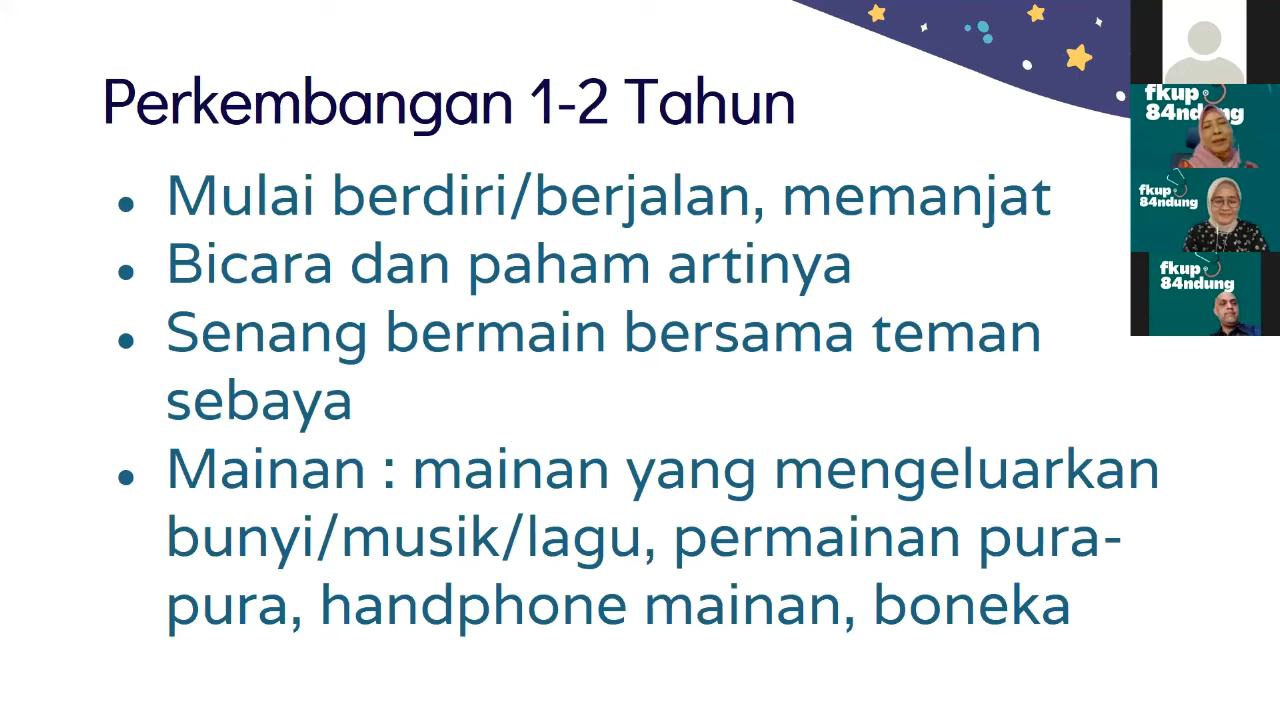 Perkembangan 1-2 Tahun
• Mulai berdiri/berjalan, memanjat
• Bicara dan paham artinya
• Senang bermain bersama teman
sebaya
• Mainan : mainan yang mengeluarkan
bunyi/musik/lagu, permainan pura-
pura, handphone mainan, boneka
fkup
84ndung
fkup
84ndung
fkup
84ndung